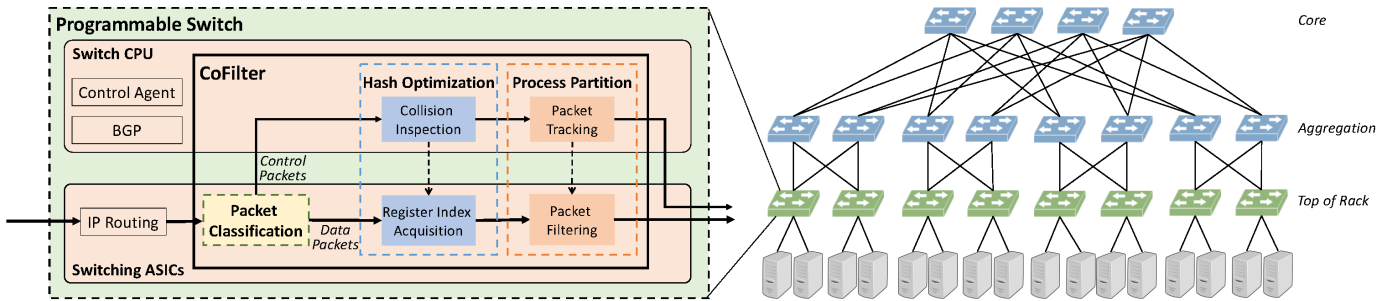 Programmable Switch
Switch CPU
CoFilter
Control Agent
BGP
Hash Optimization
Process Partition
Collision
Inspection
Packet
Tracking
Control
Packets
IP Routing
Packet
Classification
Data
Packets
Register Index
Acquisition
Packet
Filtering
Switching ASICs
Core
Aggregation
Top of Rack